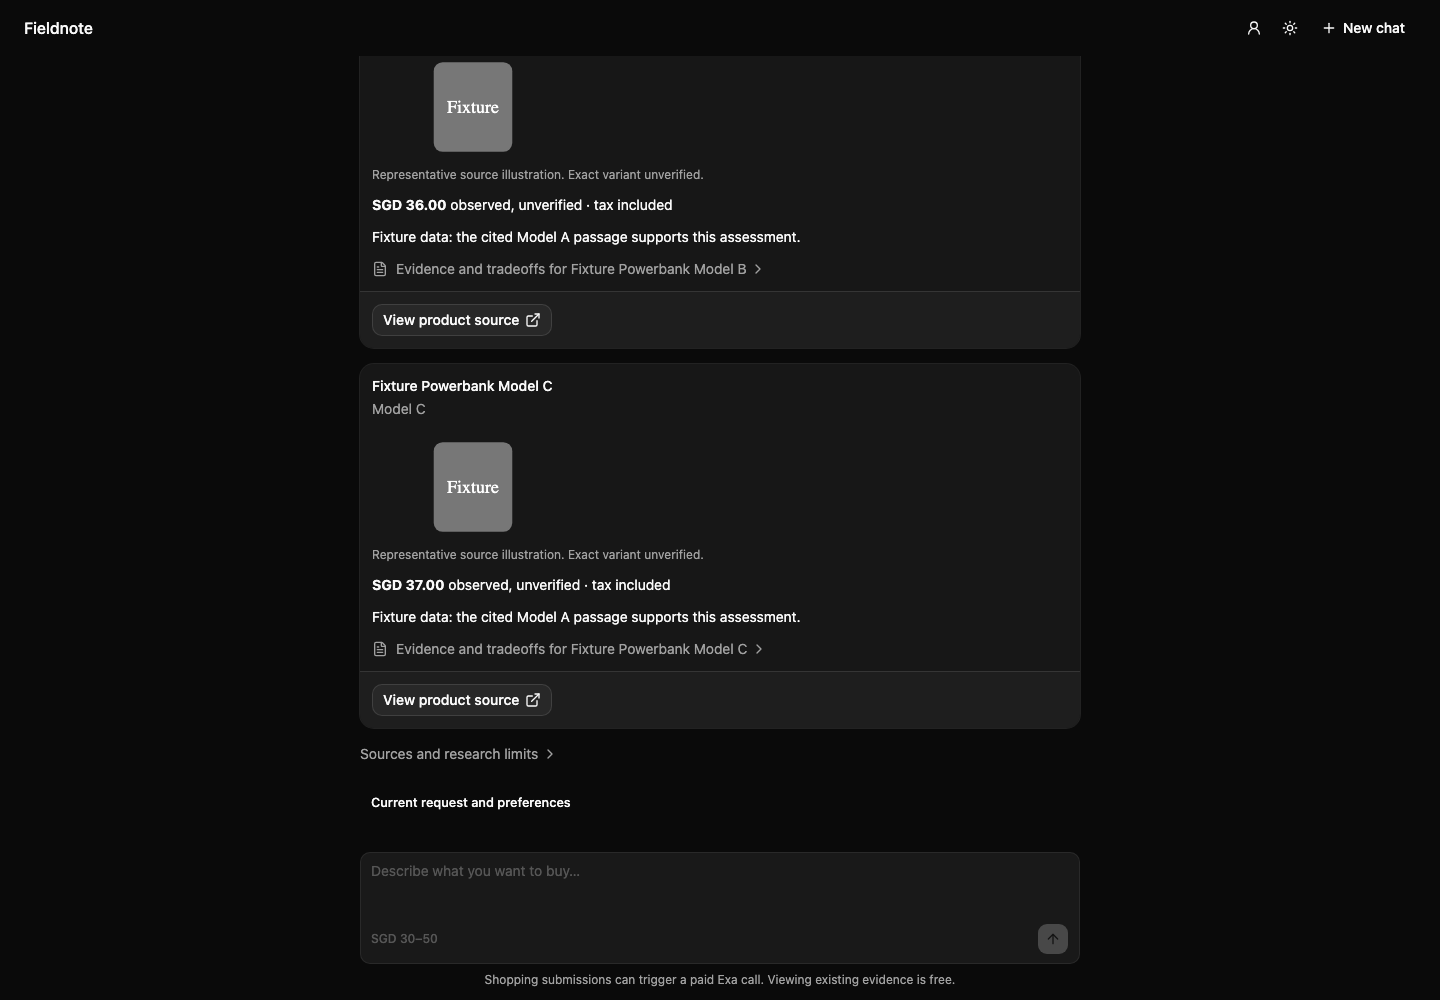 Fieldnote
New chat
Fixture
Representative source illustration. Exact variant unverified.
SGD 36.00 observed, unverified · tax included
Fixture data: the cited Model A passage supports this assessment.
Evidence and tradeoffs for Fixture Powerbank Model B
View product source
Fixture Powerbank Model C
Model C
Fixture
Representative source illustration. Exact variant unverified.
SGD 37.00 observed, unverified · tax included
Fixture data: the cited Model A passage supports this assessment.
Evidence and tradeoffs for Fixture Powerbank Model C
View product source
Sources and research limits
Current request and preferences
Describe what you want to buy...
SGD 30–50
Shopping submissions can trigger a paid Exa call. Viewing existing evidence is free.